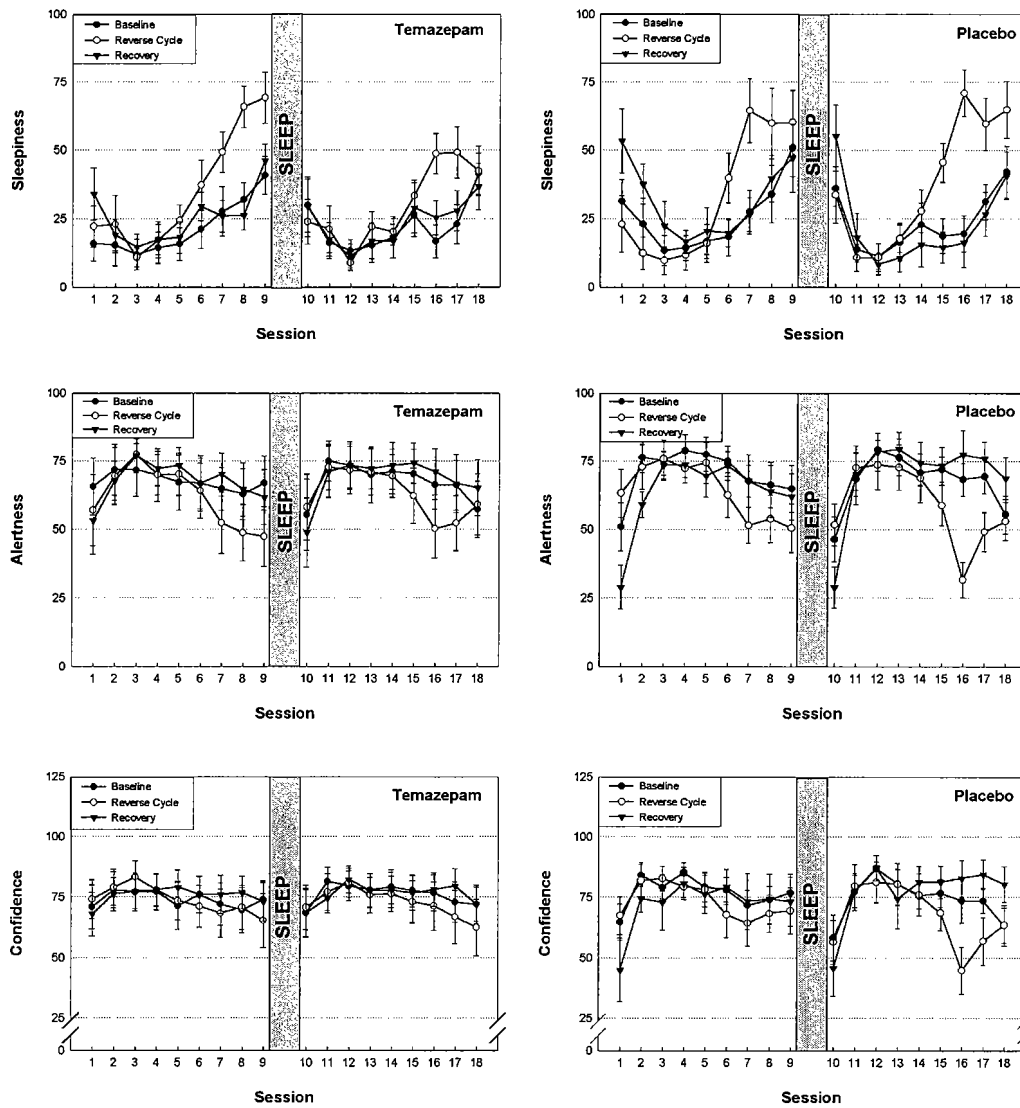 100
75
50
25
0
Sleepiness
Baseline
Reverse Cycle
Recovery
Temazepam
SLEEP
1 2 3 4 5 6 7 8 9 10 11 12 13 14 15 16 17 18
Session
100
75
50
25
0
Sleepiness
Baseline
Reverse Cycle
Recovery
Placebo
SLEEP
1 2 3 4 5 6 7 8 9 10 11 12 13 14 15 16 17 18
Session
100
75
50
25
0
Alertness
Baseline
Reverse Cycle
Recovery
Temazepam
SLEEP
1 2 3 4 5 6 7 8 9 10 11 12 13 14 15 16 17 18
Session
100
75
50
25
0
Alertness
Baseline
Reverse Cycle
Recovery
Placebo
SLEEP
1 2 3 4 5 6 7 8 9 10 11 12 13 14 15 16 17 18
Session
125
100
75
50
25
0
Confidence
Baseline
Reverse Cycle
Recovery
Temazepam
SLEEP
1 2 3 4 5 6 7 8 9 10 11 12 13 14 15 16 17 18
Session
125
100
75
50
25
0
Confidence
Baseline
Reverse Cycle
Recovery
Placebo
SLEEP
1 2 3 4 5 6 7 8 9 10 11 12 13 14 15 16 17 18
Session